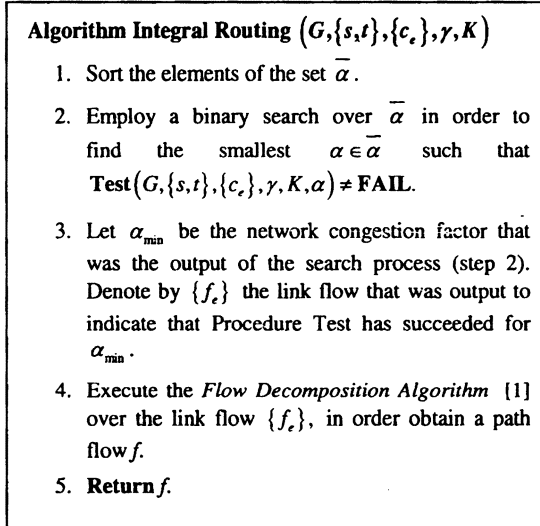 Algorithm Integral Routing (G,{s,t},{c_e},γ,K)
1. Sort the elements of the set \overline{α}.
2. Employ a binary search over \overline{α} in order to
find the smallest α∈\overline{α} such that
Test(G,{s,t},{c_e},γ,K,α) ≠ FAIL.
3. Let α_min be the network congestion factor that
was the output of the search process (step 2).
Denote by {f_e} the link flow that was output to
indicate that Procedure Test has succeeded for
α_min.
4. Execute the Flow Decomposition Algorithm [1]
over the link flow {f_e}, in order obtain a path
flow f.
5. Return f.